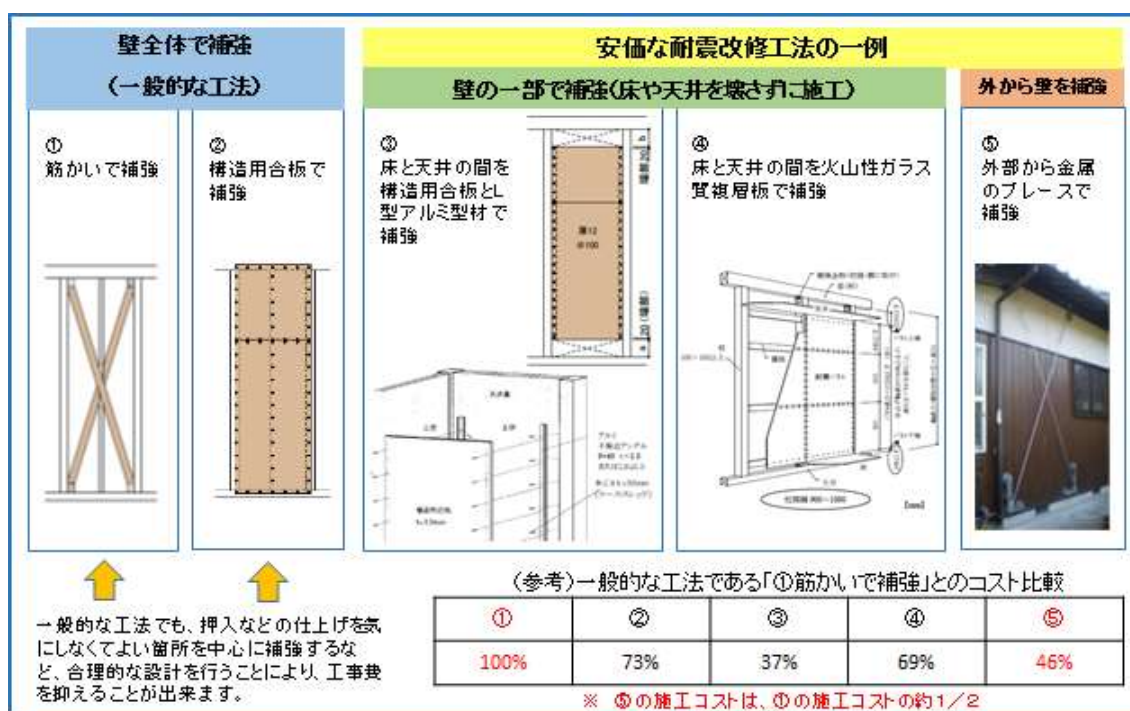 壁全体で補強
（一般的な工法）
安価な耐震改修工法の一例
壁の一部で補強（床や天井を壊さずに施工）
外から壁を補強
①
筋かいで補強
②
構造用合板で
補強
③
床と天井の間を
構造用合板とL
型アルミ型材で
補強
④
床と天井の間を火山性ガラス
質複層板で補強
⑤
外部から金属
のブレースで
補強
一般的な工法でも、押入などの仕上げを気
にしなくてよい箇所を中心に補強するな
ど、合理的な設計を行うことにより、工事費
を抑えることが出来ます。
（参考）一般的な工法である「①筋かいで補強」とのコスト比較
① ② ③ ④ ⑤
100% 73% 37% 69% 46%
※ ⑤の施工コストは、①の施工コストの約1/2